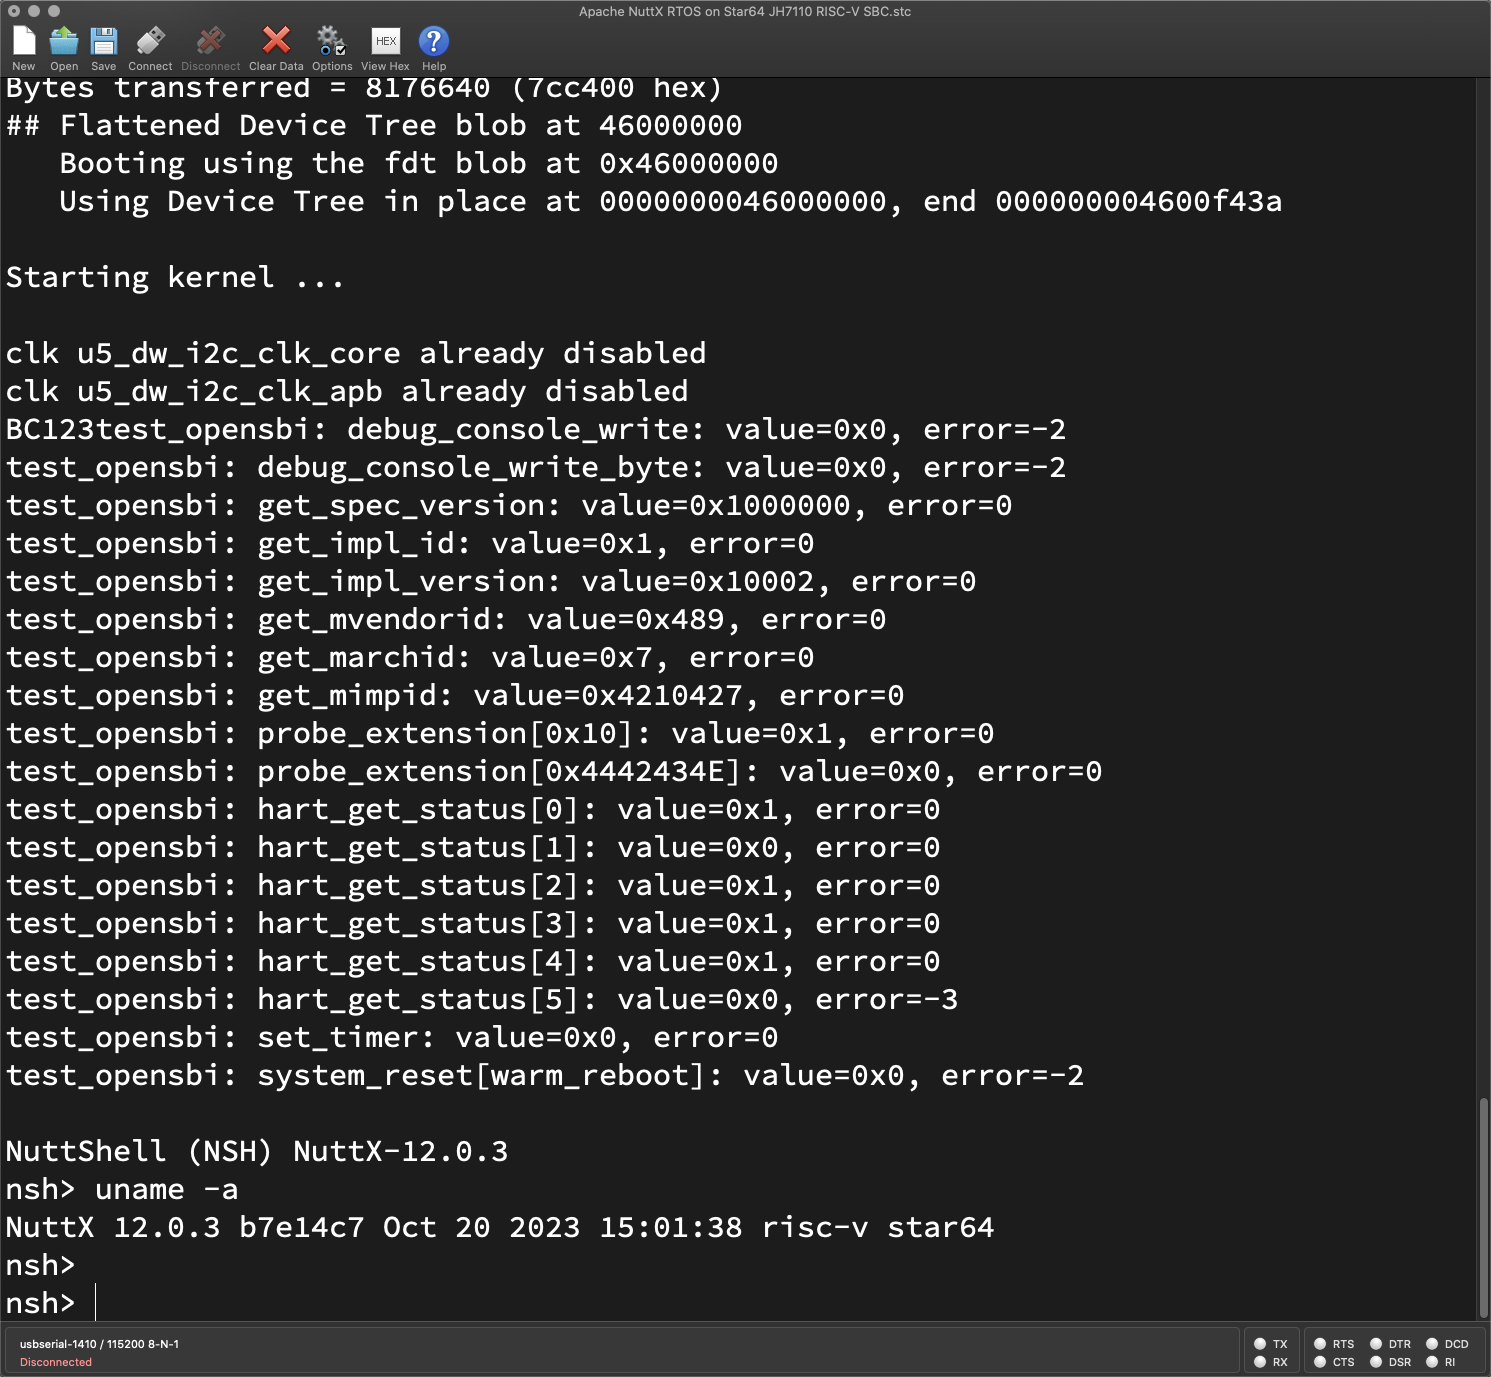 Apache NuttX RTOS on Star64 JH7110 RISC-V SBC.stc
HEX ?
New Open Save Connect Disconnect Clear Data Options View Hex Help
Bytes transferred = 8176640 (7cc400 hex)
## Flattened Device Tree blob at 46000000
   Booting using the fdt blob at 0x46000000
   Using Device Tree in place at 0000000046000000, end 000000004600f43a
Starting kernel ...
clk u5_dw_i2c_clk_core already disabled
clk u5_dw_i2c_clk_apb already disabled
BC123test_opensbi: debug_console_write: value=0x0, error=-2
test_opensbi: debug_console_write_byte: value=0x0, error=-2
test_opensbi: get_spec_version: value=0x1000000, error=0
test_opensbi: get_impl_id: value=0x1, error=0
test_opensbi: get_impl_version: value=0x10002, error=0
test_opensbi: get_mvendorid: value=0x489, error=0
test_opensbi: get_marchid: value=0x7, error=0
test_opensbi: get_mimpid: value=0x4210427, error=0
test_opensbi: probe_extension[0x10]: value=0x1, error=0
test_opensbi: probe_extension[0x4442434E]: value=0x0, error=0
test_opensbi: hart_get_status[0]: value=0x1, error=0
test_opensbi: hart_get_status[1]: value=0x0, error=0
test_opensbi: hart_get_status[2]: value=0x1, error=0
test_opensbi: hart_get_status[3]: value=0x1, error=0
test_opensbi: hart_get_status[4]: value=0x1, error=0
test_opensbi: hart_get_status[5]: value=0x0, error=-3
test_opensbi: set_timer: value=0x0, error=0
test_opensbi: system_reset[warm_reboot]: value=0x0, error=-2
NuttShell (NSH) NuttX-12.0.3
nsh> uname -a
NuttX 12.0.3 b7e14c7 Oct 20 2023 15:01:38 risc-v star64
nsh>
nsh>
usbserial-1410 / 115200 8-N-1
Disconnected
TX RTS DTR DCD
RX CTS DSR RI